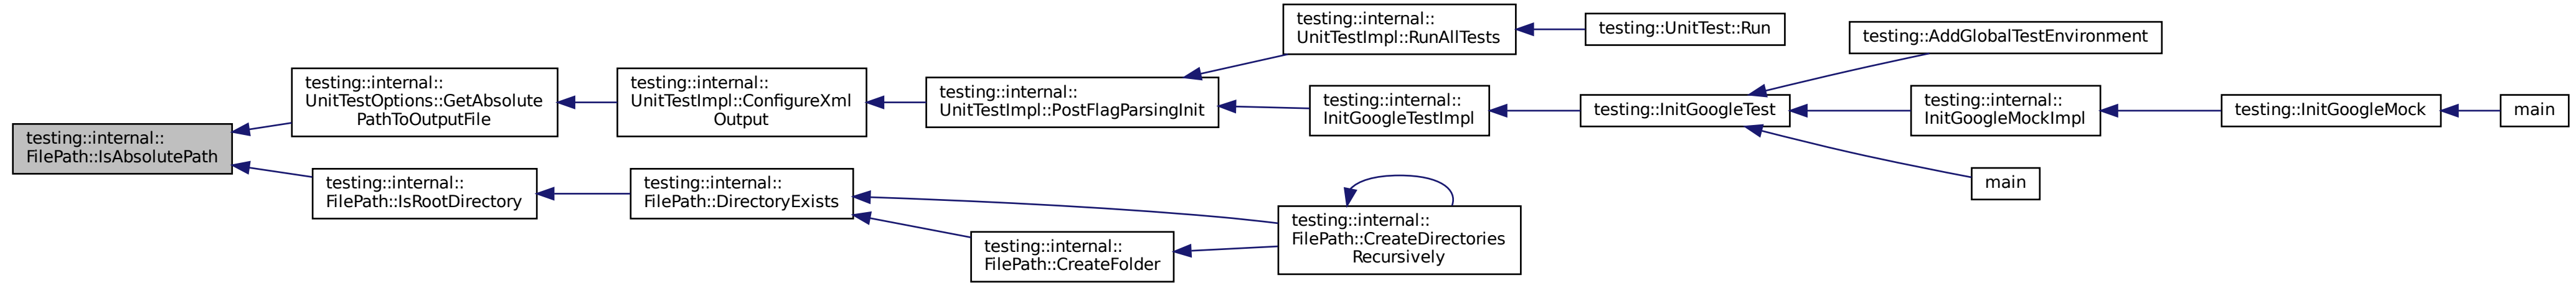 testing::internal::
FilePath::IsAbsolutePath
testing::internal::
UnitTestOptions::GetAbsolute
PathToOutputFile
testing::internal::
UnitTestImpl::ConfigureXml
Output
testing::internal::
UnitTestImpl::PostFlagParsingInit
testing::internal::
UnitTestImpl::RunAllTests
testing::UnitTest::Run
testing::internal::
InitGoogleTestImpl
testing::InitGoogleTest
testing::AddGlobalTestEnvironment
testing::internal::
InitGoogleMockImpl
testing::InitGoogleMock
main
main
testing::internal::
FilePath::IsRootDirectory
testing::internal::
FilePath::DirectoryExists
testing::internal::
FilePath::CreateFolder
testing::internal::
FilePath::CreateDirectories
Recursively